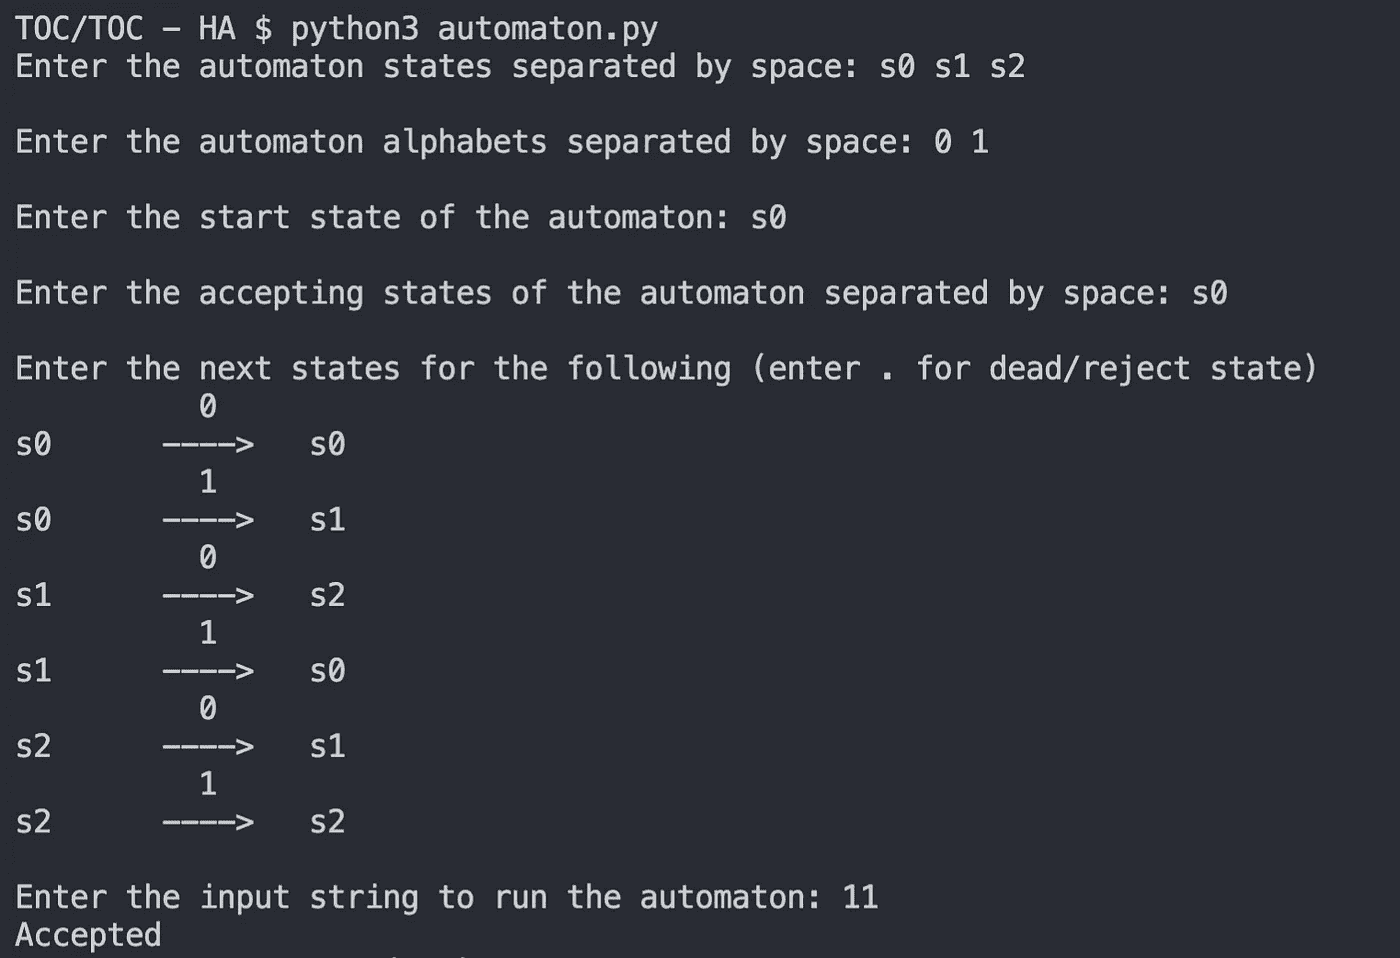 TOC/TOC - HA $ python3 automaton.py
Enter the automaton states separated by space: s0 s1 s2
Enter the automaton alphabets separated by space: 0 1
Enter the start state of the automaton: s0
Enter the accepting states of the automaton separated by space: s0
Enter the next states for the following (enter . for dead/reject state)
0
s0 ----> s0
1
s0 ----> s1
0
s1 ----> s2
1
s1 ----> s0
0
s2 ----> s1
1
s2 ----> s2
Enter the input string to run the automaton: 11
Accepted